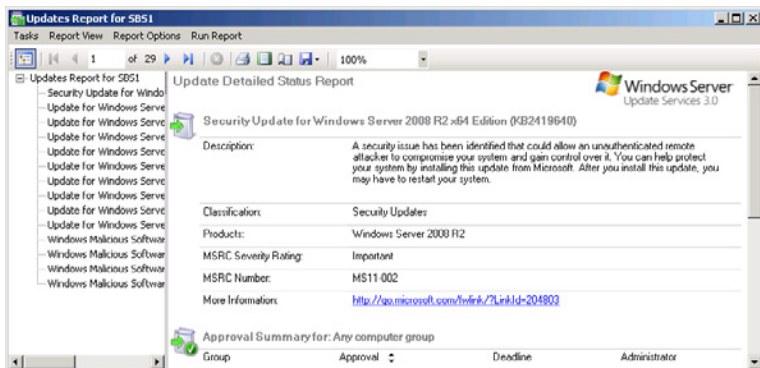 Updates Report for SBS1
Tasks Report View Report Options Run Report
1 of 29 100%
Updates Report for SBS1
Security Update for Windo
Update for Windows Serve
Update for Windows Serve
Update for Windows Serve
Update for Windows Serve
Update for Windows Serve
Update for Windows Serve
Update for Windows Serve
Update for Windows Serve
Update for Windows Serve
Windows Malicious Softwar
Windows Malicious Softwar
Windows Malicious Softwar
Windows Malicious Softwar
Update Detailed Status Report
Windows Server
Update Services 3.0
Security Update for Windows Server 2008 R2 x64 Edition (KB2419640)
Description: A security issue has been identified that could allow an unauthenticated remote
attacker to compromise your system and gain control over it. You can help protect
your system by installing this update from Microsoft. After you install this update, you
may have to restart your system.
Classification: Security Updates
Products: Windows Server 2008 R2
MSRC Severity Rating: Important
MSRC Number: MS11-002
More Information: http://go.microsoft.com/fwlink/?LinkId=204803
Approval Summary for: Any computer group
Group Approval Deadline Administrator